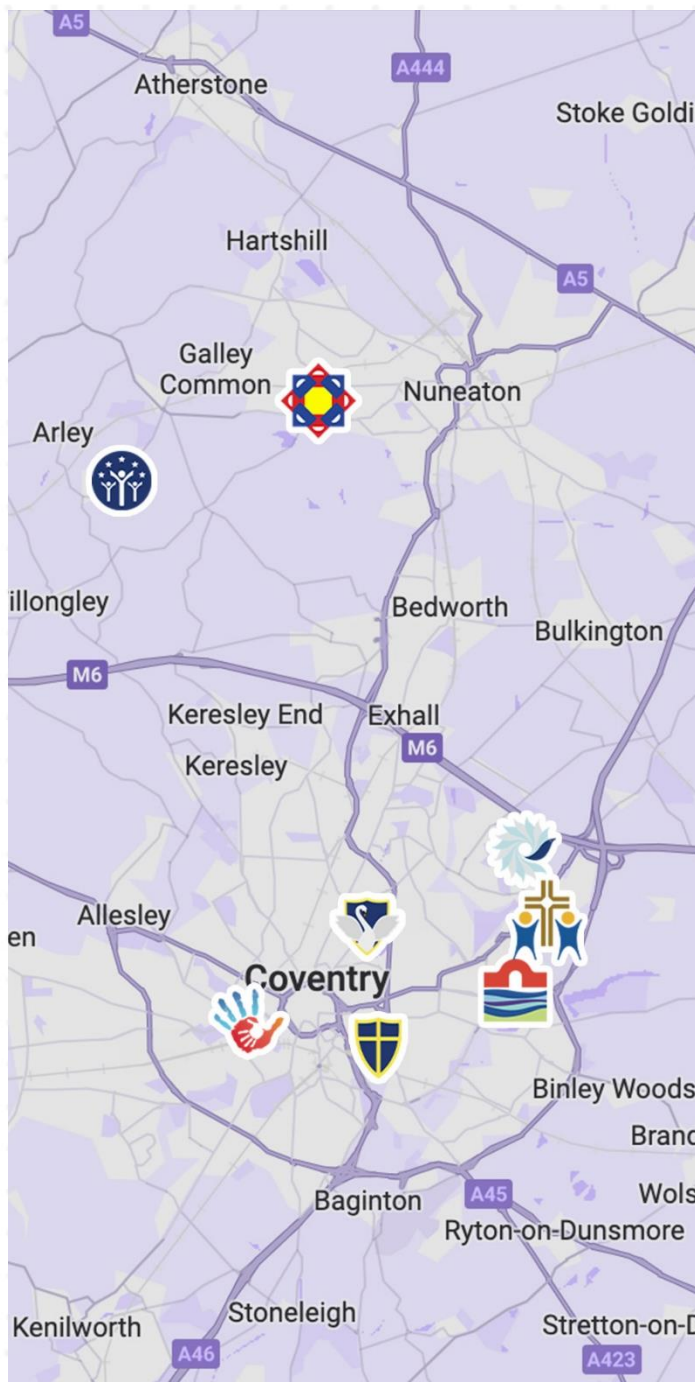 A5
A444
Atherstone
Stoke Goldi
Hartshill
A5
Galley
Common
Nuneaton
Arley
illongley
Bedworth
Bulkington
M6
Keresley End
Exhall
M6
Keresley
Allesley
en
Coventry
Binley Woods
Branc
Baginton
A45
Wols
Ryton-on-Dunsmore
Stoneleigh
Kenilworth
Stretton-on-D
A46
A423